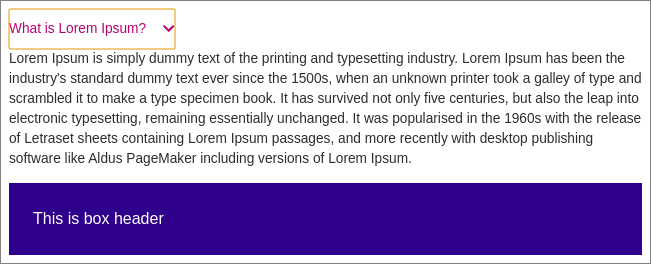 What is Lorem Ipsum?
Lorem Ipsum is simply dummy text of the printing and typesetting industry. Lorem Ipsum has been the
industry's standard dummy text ever since the 1500s, when an unknown printer took a galley of type and
scrambled it to make a type specimen book. It has survived not only five centuries, but also the leap into
electronic typesetting, remaining essentially unchanged. It was popularised in the 1960s with the release
of Letraset sheets containing Lorem Ipsum passages, and more recently with desktop publishing
software like Aldus PageMaker including versions of Lorem Ipsum.
This is box header